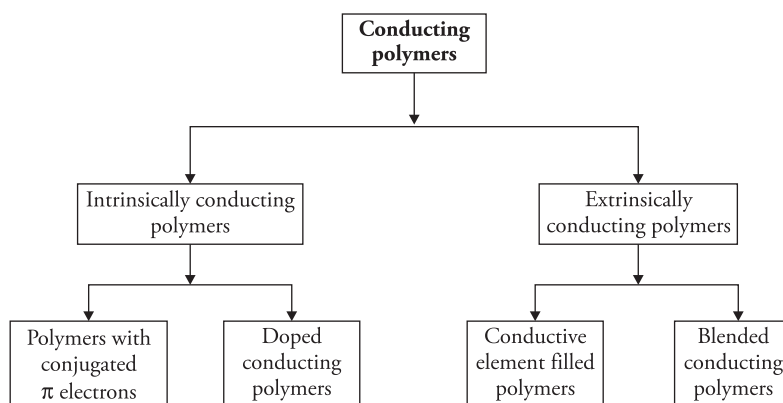 Conducting
polymers
Intrinsically conducting
polymers
Extrinsically
conducting polymers
Polymers with
conjugated
π electrons
Doped
conducting
polymers
Conductive
element filled
polymers
Blended
conducting
polymers